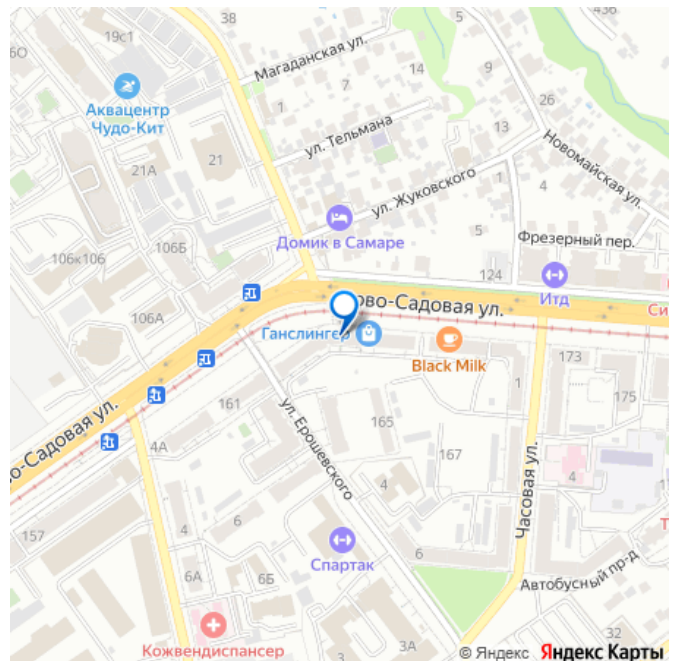 38
5
436
19с1
60
Магаданская ул.
7
14
9
Аквацентр
Чудо-Кит
1
26
ул. Тельмана
13
21
21А
1
Новомайская ул.
ул. Жуковского
4
Домик в Самаре
5
Фрезерный пер.
106к106
106Б
124
Итд
Си
ово-Садовая ул.
106А
Ганслингер
Black Milk
173
1
175
161
165
167
о-Садовая ул.
4А
ул. Ерошевского
Часовая ул.
4
4
157
4
6
Спартак
6
Автобусный пр-д
6А
6Б
Кожвендиспансер
3
3А
32
© Яндекс Яндекс Карты